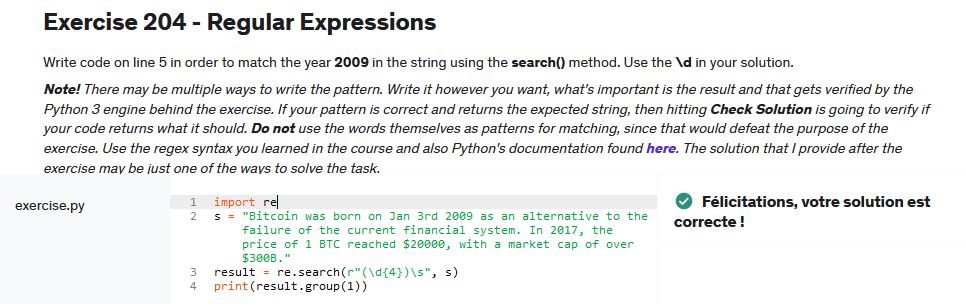 Exercise 204 - Regular Expressions
Write code on line 5 in order to match the year 2009 in the string using the search() method. Use the \d in your solution.
Note! There may be multiple ways to write the pattern. Write it however you want, what's important is the result and that gets verified by the
Python 3 engine behind the exercise. If your pattern is correct and returns the expected string, then hitting Check Solution is going to verify if
your code returns what it should. Do not use the words themselves as patterns for matching, since that would defeat the purpose of the
exercise. Use the regex syntax you learned in the course and also Python's documentation found here. The solution that I provide after the
exercise may be just one of the ways to solve the task.
exercise.py
1 import re
2 s = "Bitcoin was born on Jan 3rd 2009 as an alternative to the
failure of the current financial system. In 2017, the
price of 1 BTC reached $20000, with a market cap of over
$300B."
3 result = re.search(r"(\d{4})\s", s)
4 print(result.group(1))
Félicitations, votre solution est
correcte !